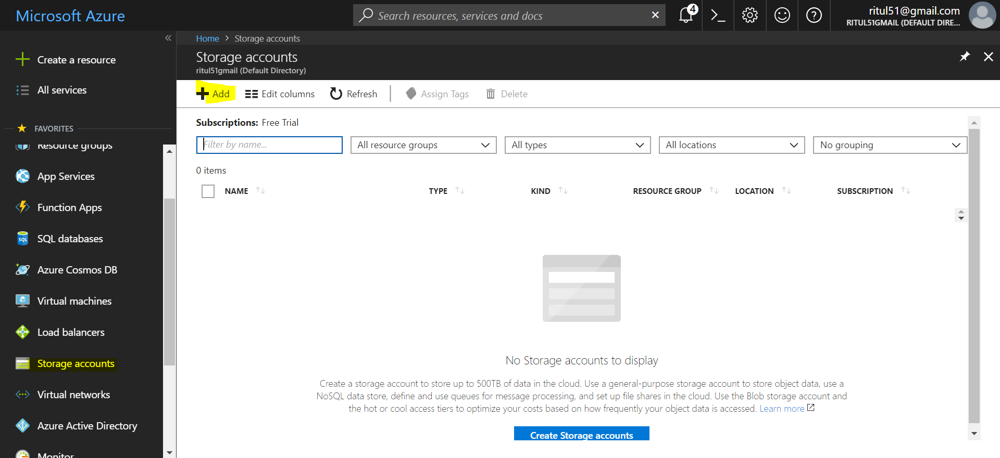 Microsoft Azure
Search resources, services and docs
4
ritul51@gmail.com
RITUL51GMAIL (DEFAULT DIRE...
Home > Storage accounts
Storage accounts
ritul51gmail (Default Directory)
Create a resource
All services
FAVORITES
Resource groups
App Services
Function Apps
SQL
SQL databases
Azure Cosmos DB
Virtual machines
Load balancers
Storage accounts
Virtual networks
Azure Active Directory
Monitor
Add
Edit columns
Refresh
Assign Tags
Delete
Subscriptions: Free Trial
Filter by name...
All resource groups
All types
All locations
No grouping
0 items
NAME
TYPE
KIND
RESOURCE GROUP
LOCATION
SUBSCRIPTION
No Storage accounts to display
Create a storage account to store up to 500TB of data in the cloud. Use a general-purpose storage account to store object data, use a
NoSQL data store, define and use queues for message processing, and set up file shares in the cloud. Use the Blob storage account and
the hot or cool access tiers to optimize your costs based on how frequently your object data is accessed. Learn more
Create Storage accounts